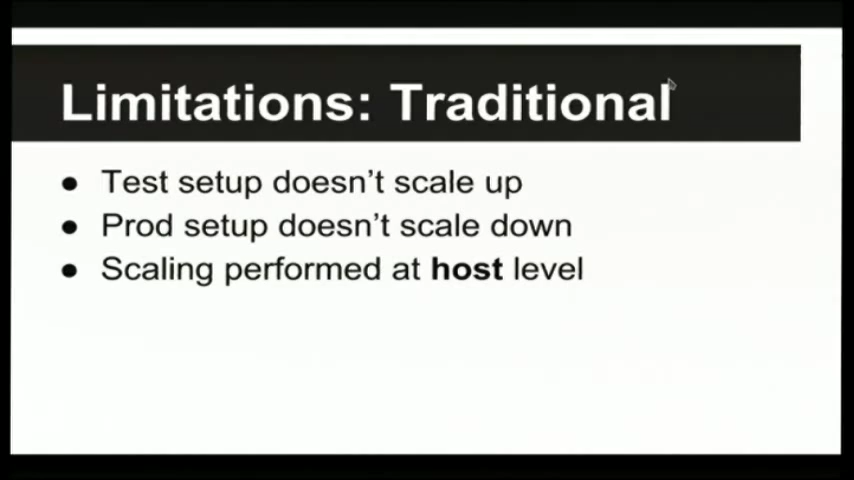 Limitations: Traditional
● Test setup doesn't scale up
● Prod setup doesn't scale down
● Scaling performed at host level